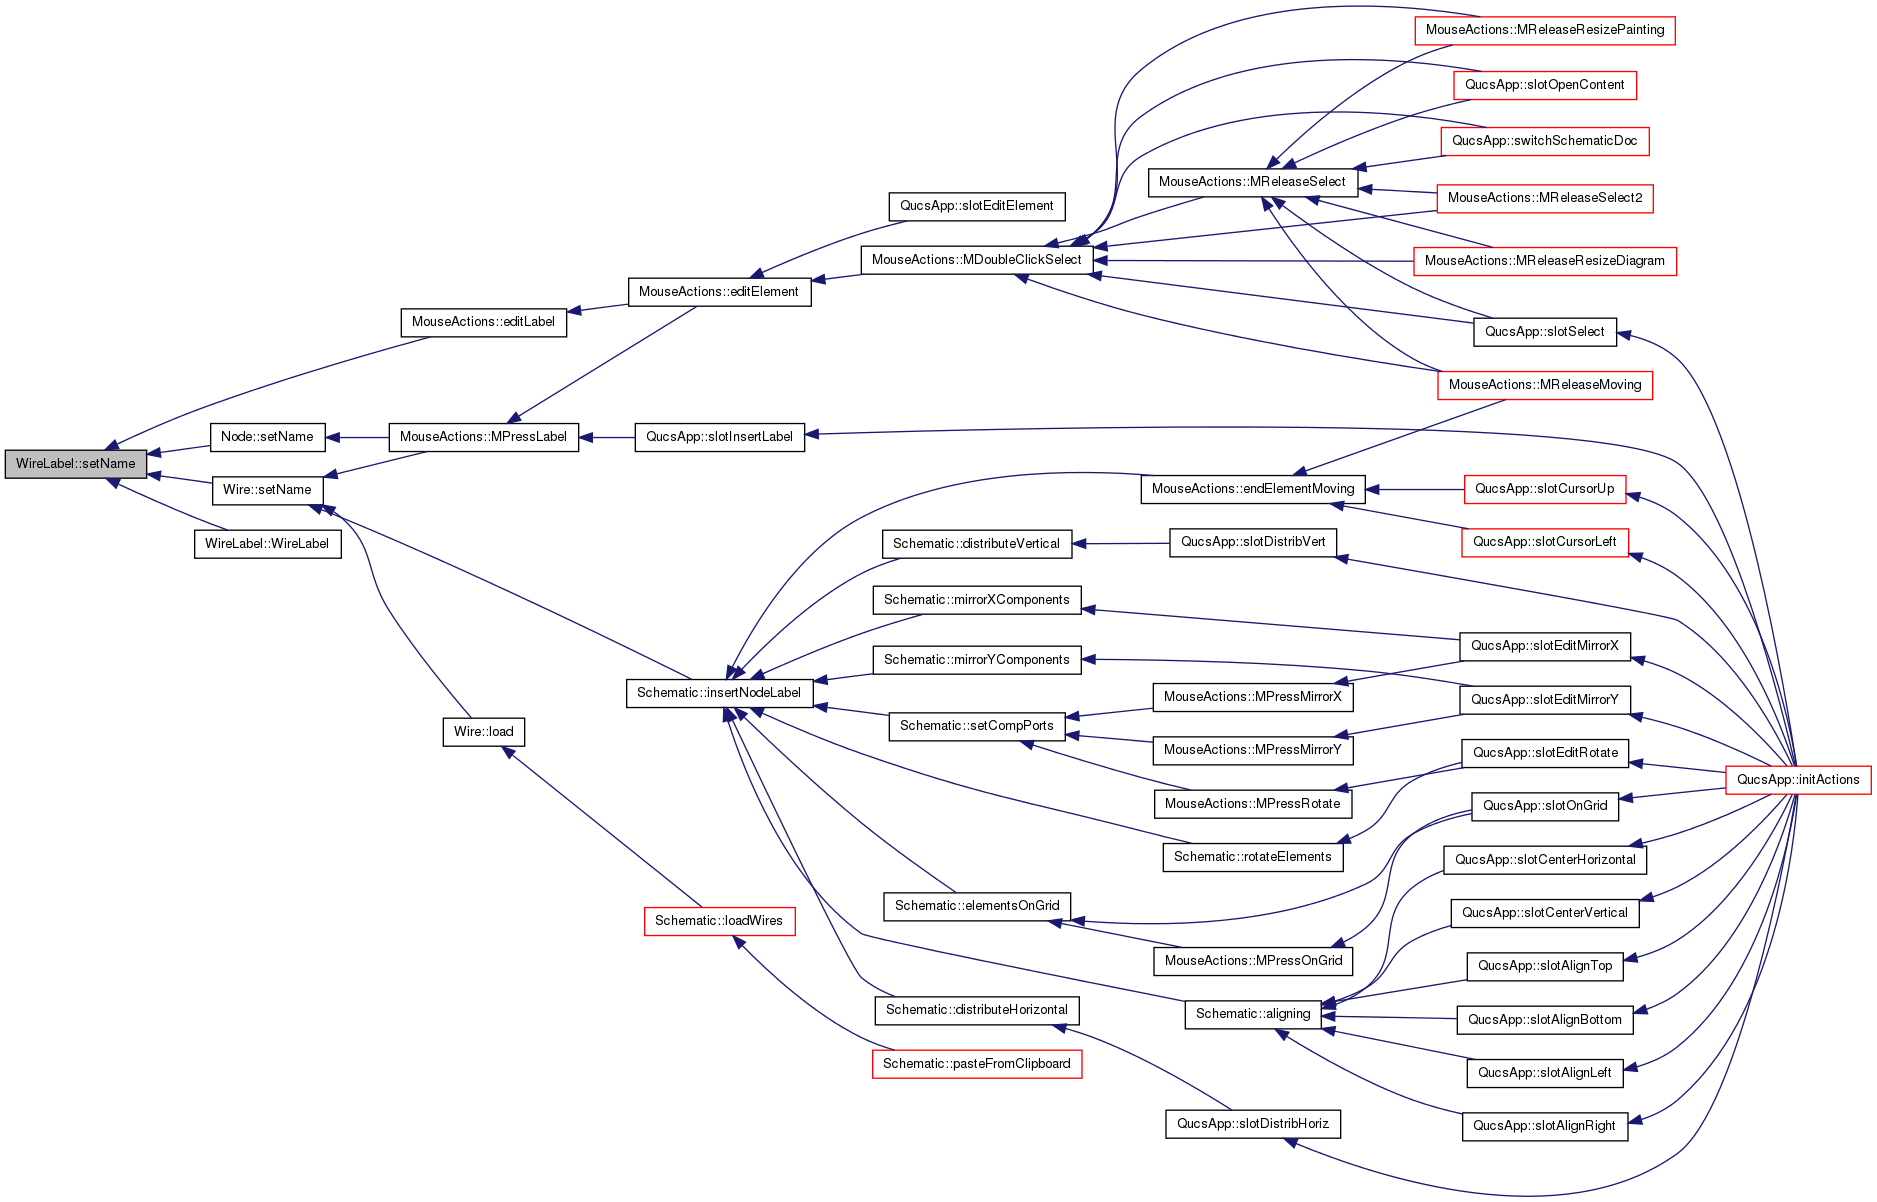 MouseActions::MReleaseResizePainting
QucsApp::slotOpenContent
QucsApp::switchSchematicDoc
MouseActions::MReleaseSelect
MouseActions::MReleaseSelect2
QucsApp::slotEditElement
MouseActions::MDoubleClickSelect
MouseActions::MReleaseResizeDiagram
MouseActions::editElement
MouseActions::editLabel
QucsApp::slotSelect
MouseActions::MReleaseMoving
Node::setName
MouseActions::MPressLabel
QucsApp::slotInsertLabel
WireLabel::setName
Wire::setName
MouseActions::endElementMoving
QucsApp::slotCursorUp
WireLabel::WireLabel
Schematic::distributeVertical
QucsApp::slotDistribVert
QucsApp::slotCursorLeft
Schematic::mirrorXComponents
QucsApp::slotEditMirrorX
Schematic::mirrorYComponents
Schematic::insertNodeLabel
MouseActions::MPressMirrorX
QucsApp::slotEditMirrorY
Wire::load
Schematic::setCompPorts
MouseActions::MPressMirrorY
QucsApp::slotEditRotate
QucsApp::initActions
MouseActions::MPressRotate
QucsApp::slotOnGrid
Schematic::rotateElements
QucsApp::slotCenterHorizontal
Schematic::elementsOnGrid
QucsApp::slotCenterVertical
Schematic::loadWires
MouseActions::MPressOnGrid
QucsApp::slotAlignTop
Schematic::distributeHorizontal
Schematic::aligning
QucsApp::slotAlignBottom
Schematic::pasteFromClipboard
QucsApp::slotAlignLeft
QucsApp::slotDistribHoriz
QucsApp::slotAlignRight